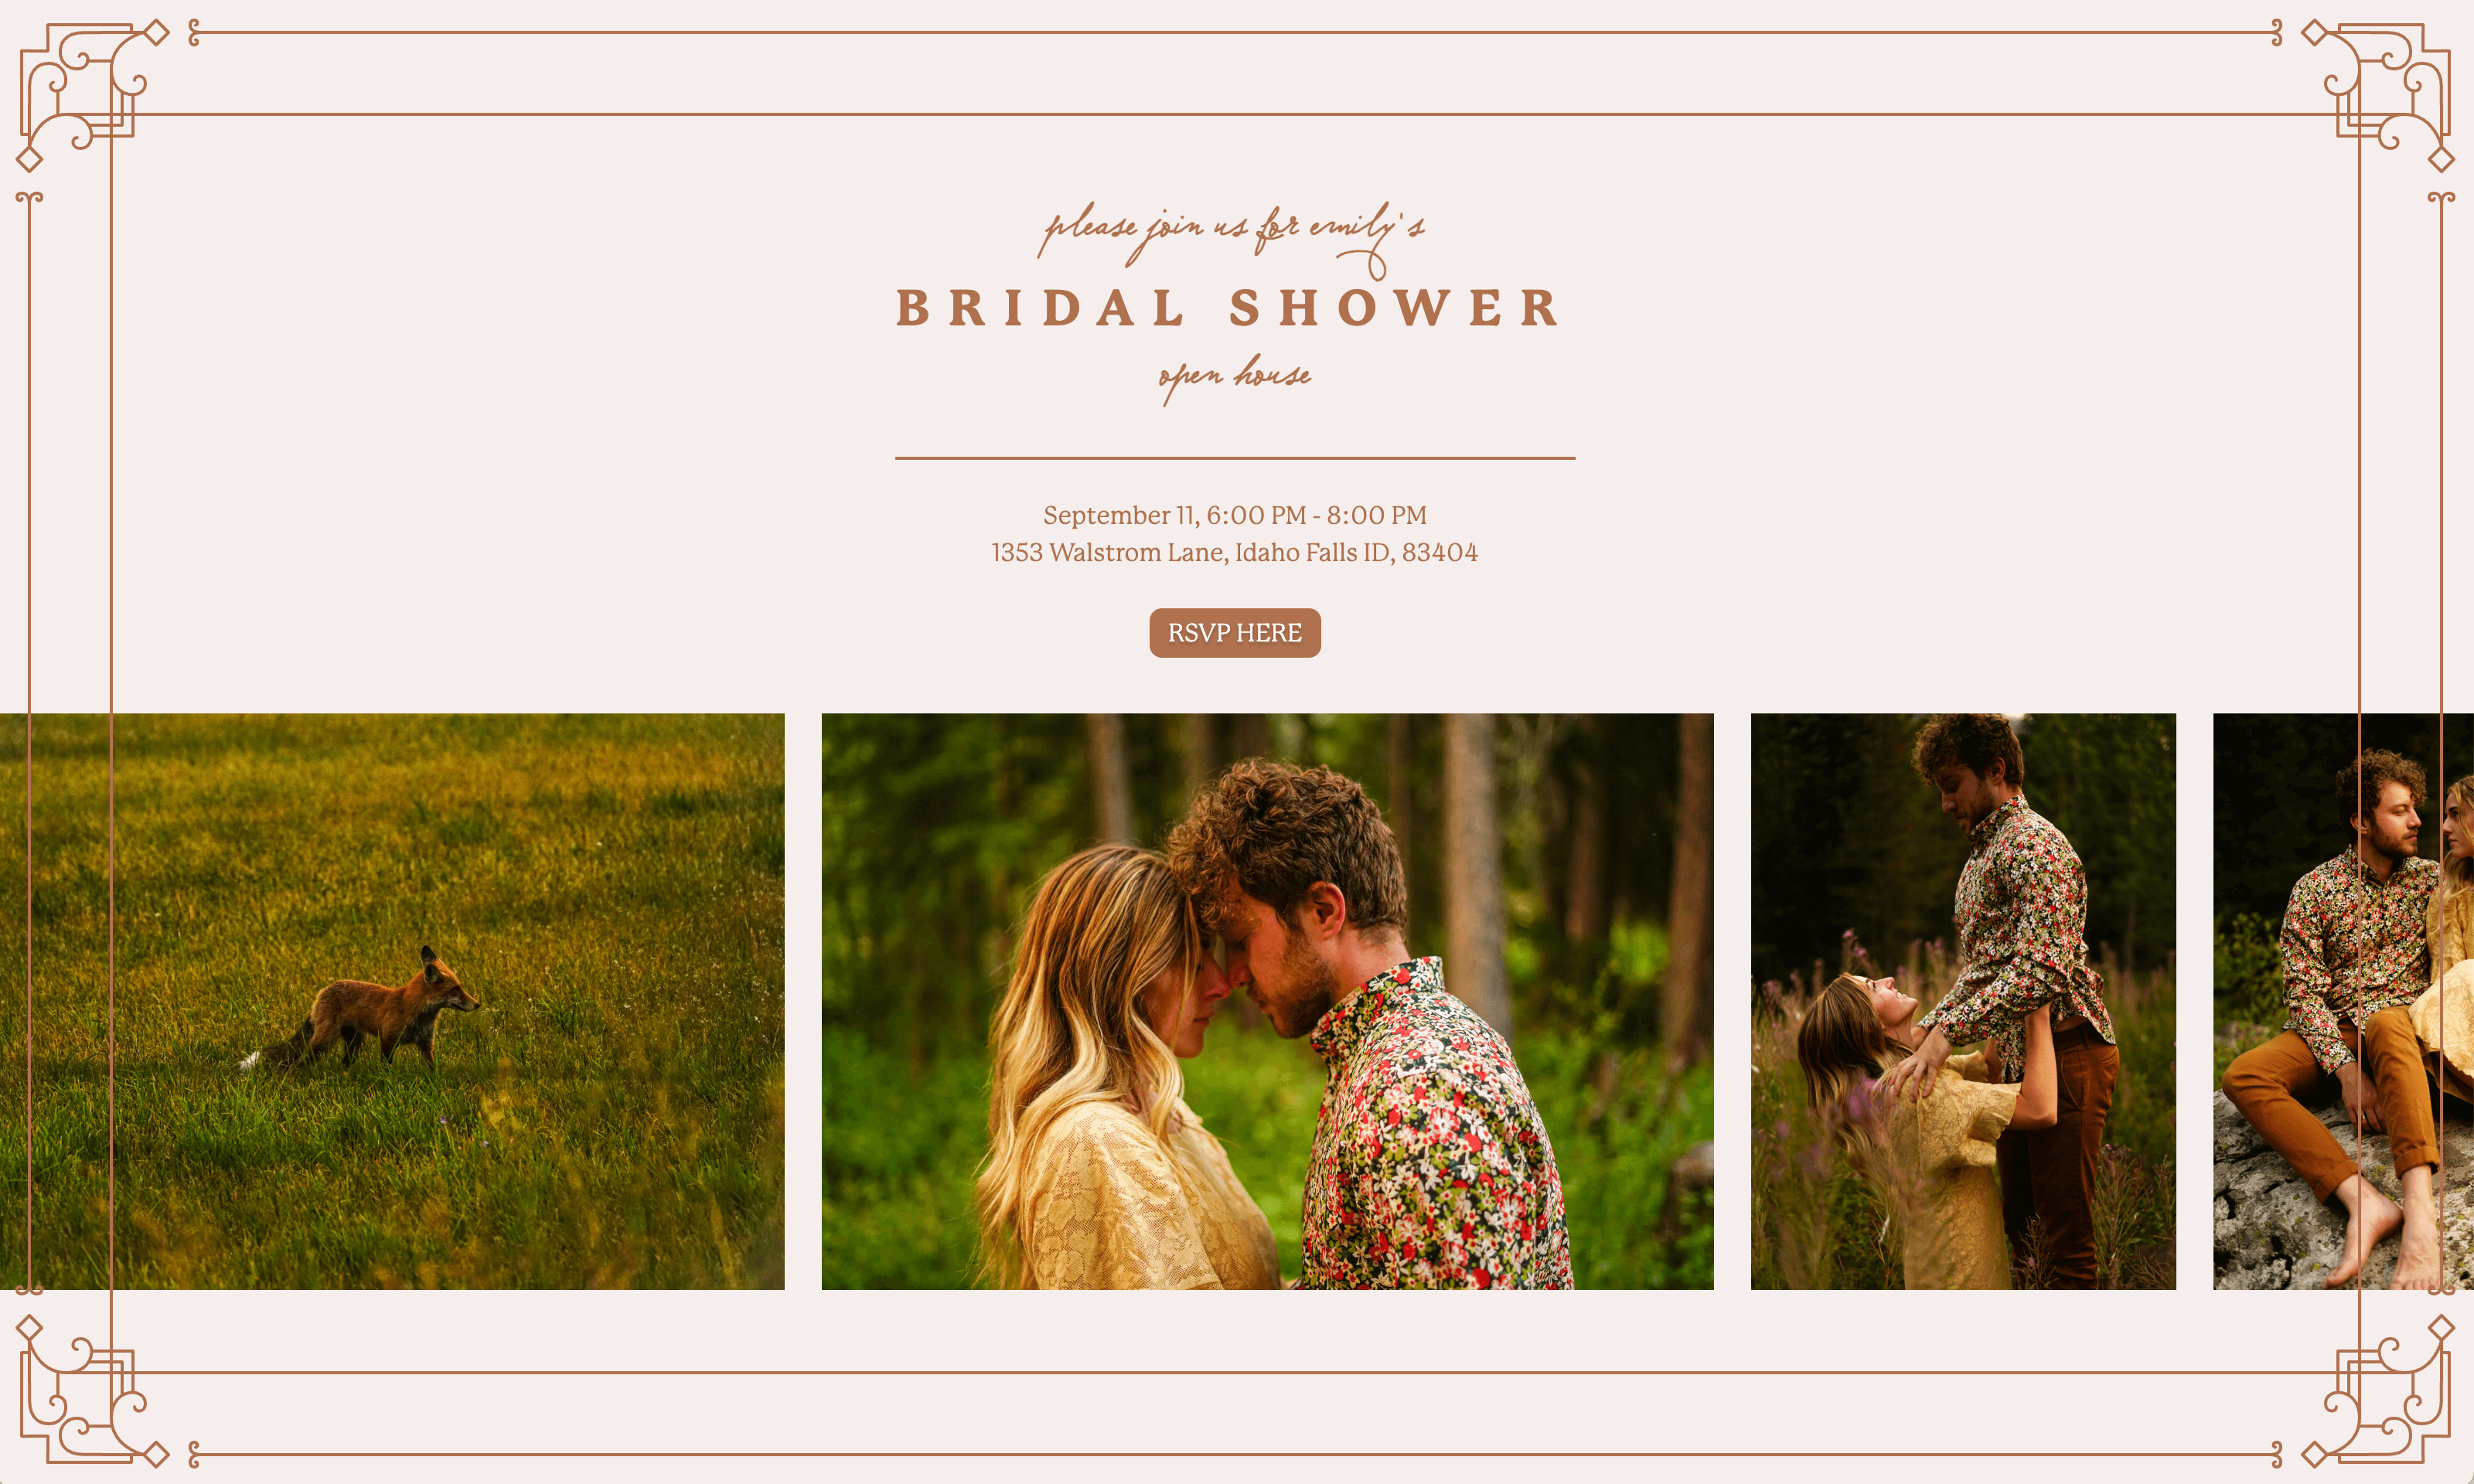 please join us for emily's
BRIDAL SHOWER
open house
September 11, 6:00 PM - 8:00 PM
1353 Walstrom Lane, Idaho Falls ID, 83404
RSVP HERE